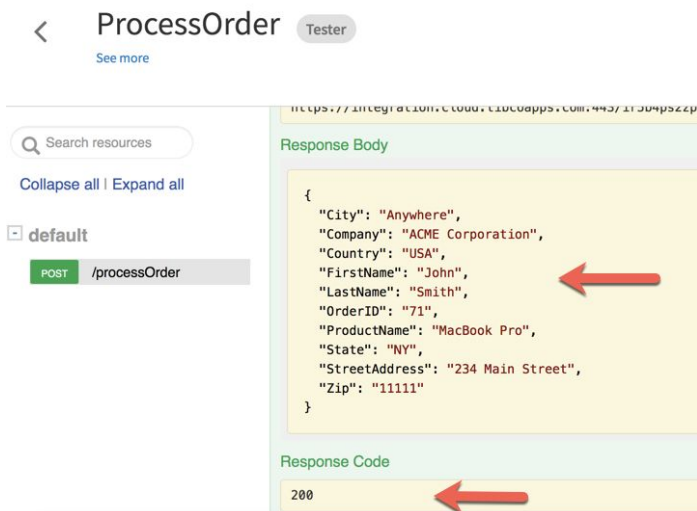 ProcessOrder Tester
See more
Search resources
Collapse all | Expand all
default
POST /processOrder
Response Body
{
"City": "Anywhere",
"Company": "ACME Corporation",
"Country": "USA",
"FirstName": "John",
"LastName": "Smith",
"OrderID": "71",
"ProductName": "MacBook Pro",
"State": "NY",
"StreetAddress": "234 Main Street",
"Zip": "11111"
}
Response Code
200